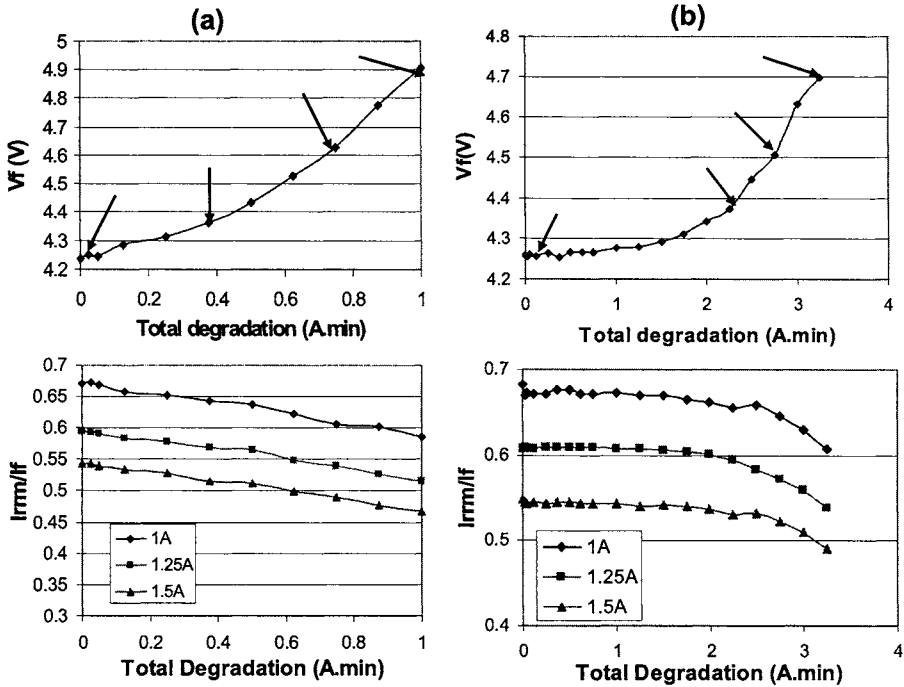 (a)
5
4.9
4.8
4.7
4.6
4.5
4.4
4.3
4.2
Vf (V)
0 0.2 0.4 0.6 0.8 1
Total degradation (A.min)
(b)
4.8
4.7
4.6
4.5
4.4
4.3
4.2
Vf(V)
0 1 2 3 4
Total degradation (A.min)
0.7
0.65
0.6
0.55
0.5
0.45
0.4
0.35
0.3
Irrm/If
1A
1.25A
1.5A
0 0.2 0.4 0.6 0.8 1
Total Degradation (A.min)
0.7
0.6
0.5
0.4
Irrm/If
1A
1.25A
1.5A
0 1 2 3 4
Total Degradation (A.min)